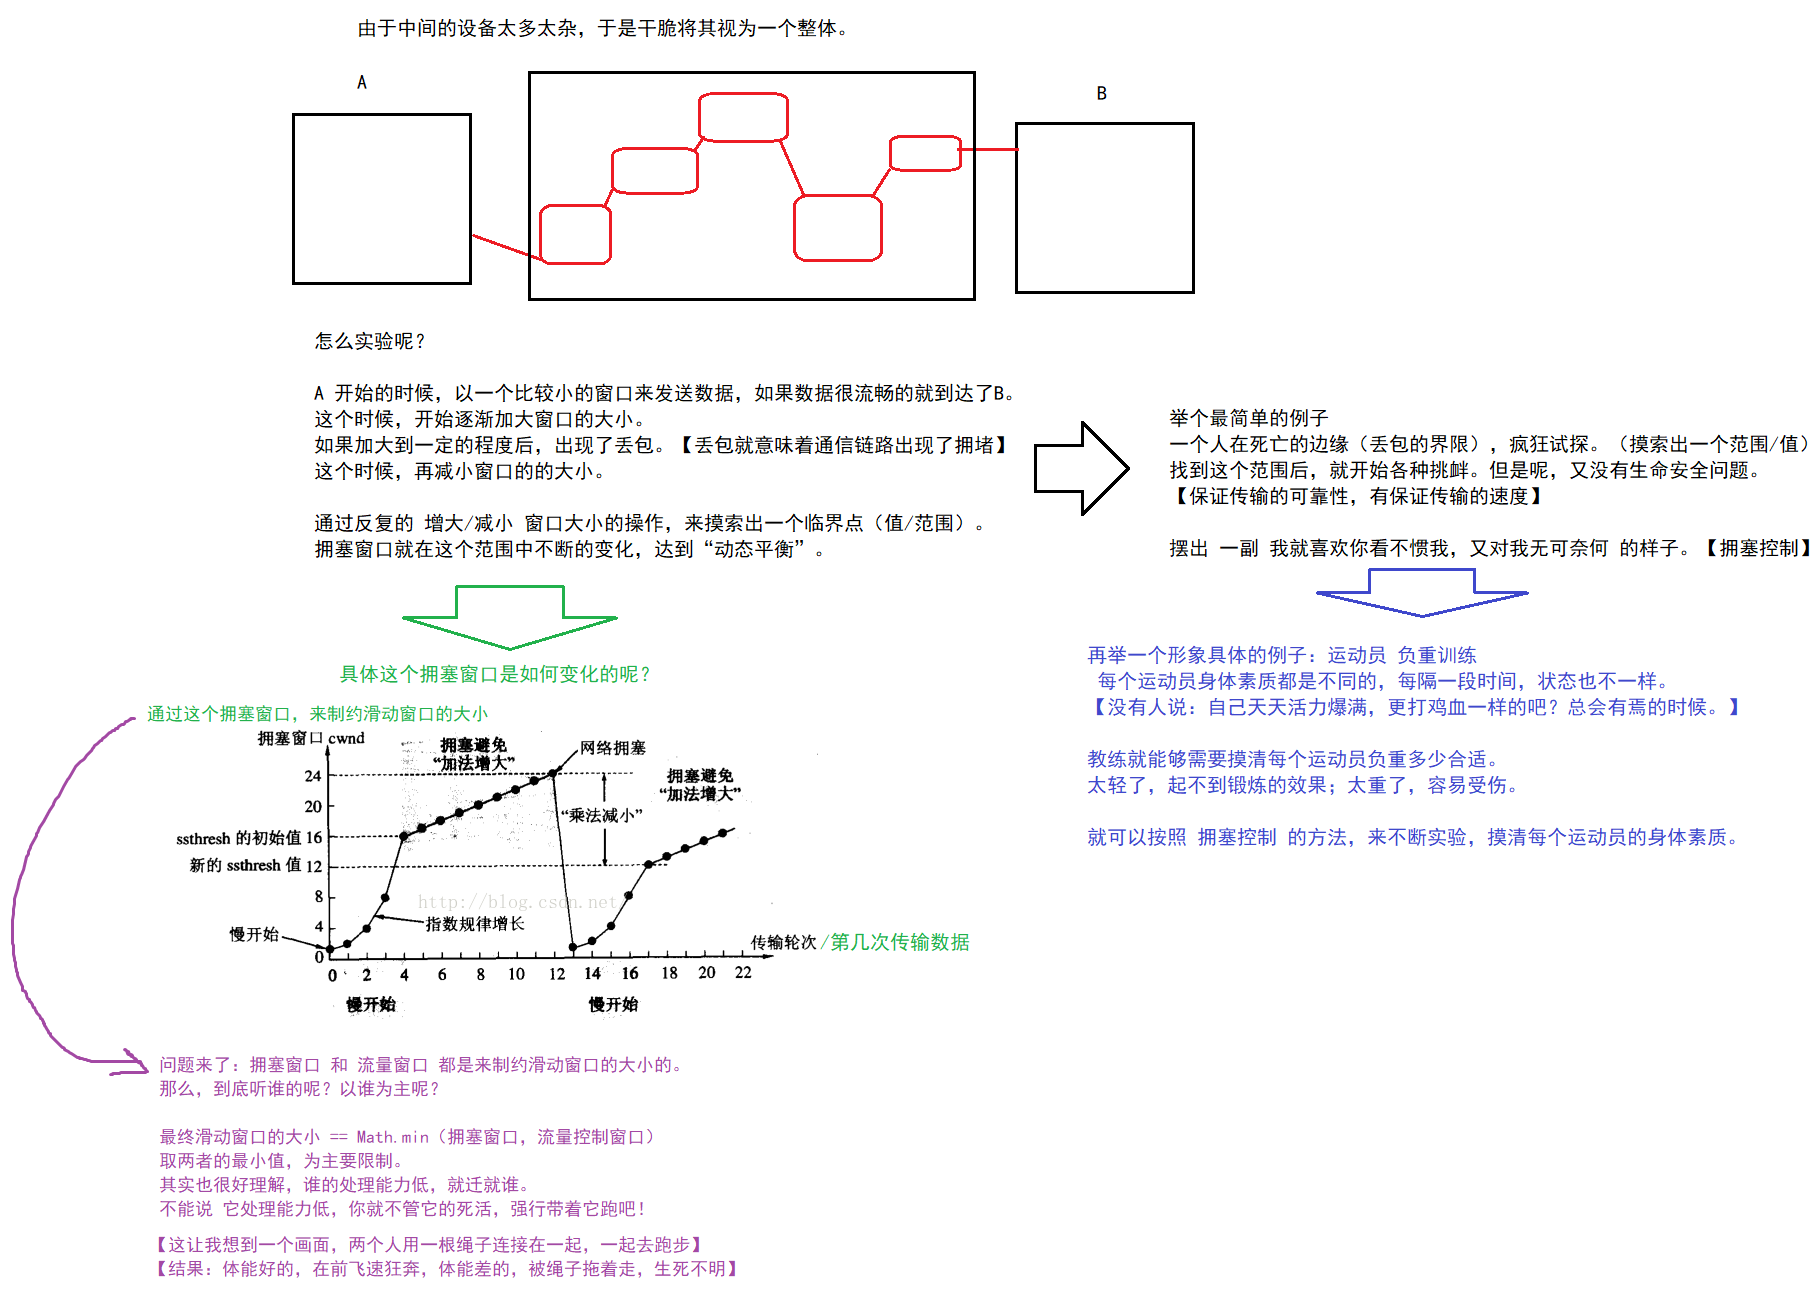 由于中间的设备太多太杂，于是干脆将其视为一个整体。
A
B
怎么实验呢？
A 开始的时候，以一个比较小的窗口来发送数据，如果数据很流畅的就到达了B。
这个时候，开始逐渐加大窗口的大小。
如果加大到一定的程度后，出现了丢包。【丢包就意味着通信链路出现了拥堵】
这个时候，再减小窗口的的大小。
通过反复的 增大/减小 窗口大小的操作，来摸索出一个临界点（值/范围）。
拥塞窗口就在这个范围中不断的变化，达到“动态平衡”。
举个最简单的例子
一个人在死亡的边缘（丢包的界限），疯狂试探。（摸索出一个范围/值）
找到这个范围后，就开始各种挑衅。但是呢，又没有生命安全问题。
【保证传输的可靠性，有保证传输的速度】
摆出 一副 我就喜欢你看不惯我，又对我无可奈何 的样子。【拥塞控制】
再举一个形象具体的例子：运动员 负重训练
每个运动员身体素质都是不同的，每隔一段时间，状态也不一样。
【没有人说：自己天天活力爆满，更打鸡血一样的吧？总会有焉的时候。】
教练就能够需要摸清每个运动员负重多少合适。
太轻了，起不到锻炼的效果；太重了，容易受伤。
就可以按照 拥塞控制 的方法，来不断实验，摸清每个运动员的身体素质。
具体这个拥塞窗口是如何变化的呢？
通过这个拥塞窗口，来制约滑动窗口的大小
拥塞窗口 cwnd
拥塞避免
“加法增大”
网络拥塞
拥塞避免
“加法增大”
24
20
“乘法减小”
ssthresh 的初始值 16
新的 ssthresh 值 12
8
http://blog.csdn.net
4
指数规律增长
慢开始
0
传输轮次 /第几次传输数据
0 2 4 6 8 10 12 14 16 18 20 22
慢开始
慢开始
问题来了：拥塞窗口 和 流量窗口 都是来制约滑动窗口的大小的。
那么，到底听谁的呢？以谁为主呢？
最终滑动窗口的大小 == Math.min（拥塞窗口，流量控制窗口）
取两者的最小值，为主要限制。
其实也很好理解，谁的处理能力低，就迁就谁。
不能说 它处理能力低，你就不管它的死活，强行带着它跑吧！
【这让我想到一个画面，两个人用一根绳子连接在一起，一起去跑步】
【结果：体能好的，在前飞速狂奔，体能差的，被绳子拖着走，生死不明】